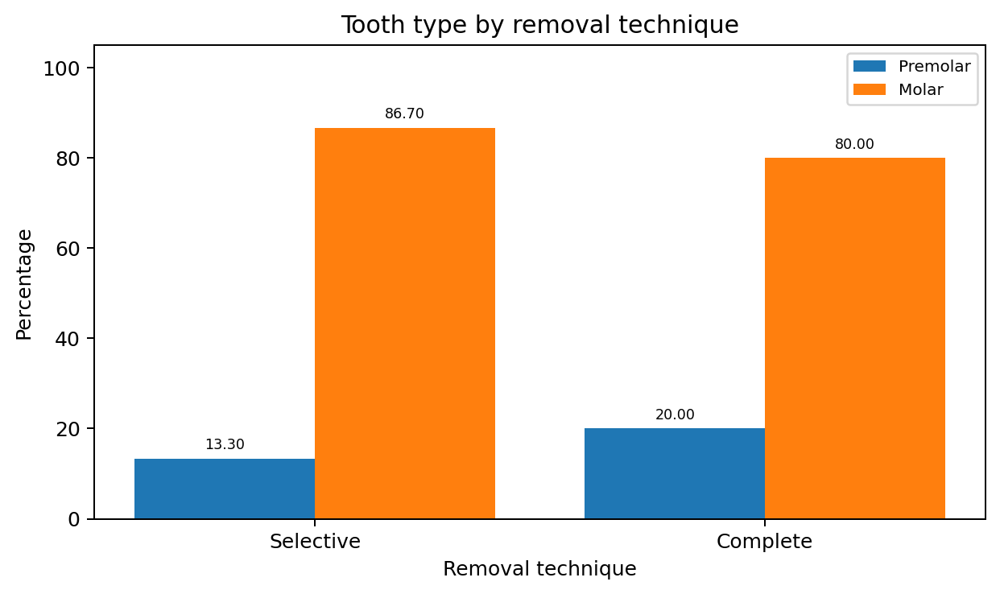 Tooth type by removal technique
Premolar
Molar
100
80
60
40
20
0
Percentage
13.30
86.70
20.00
80.00
Selective
Complete
Removal technique